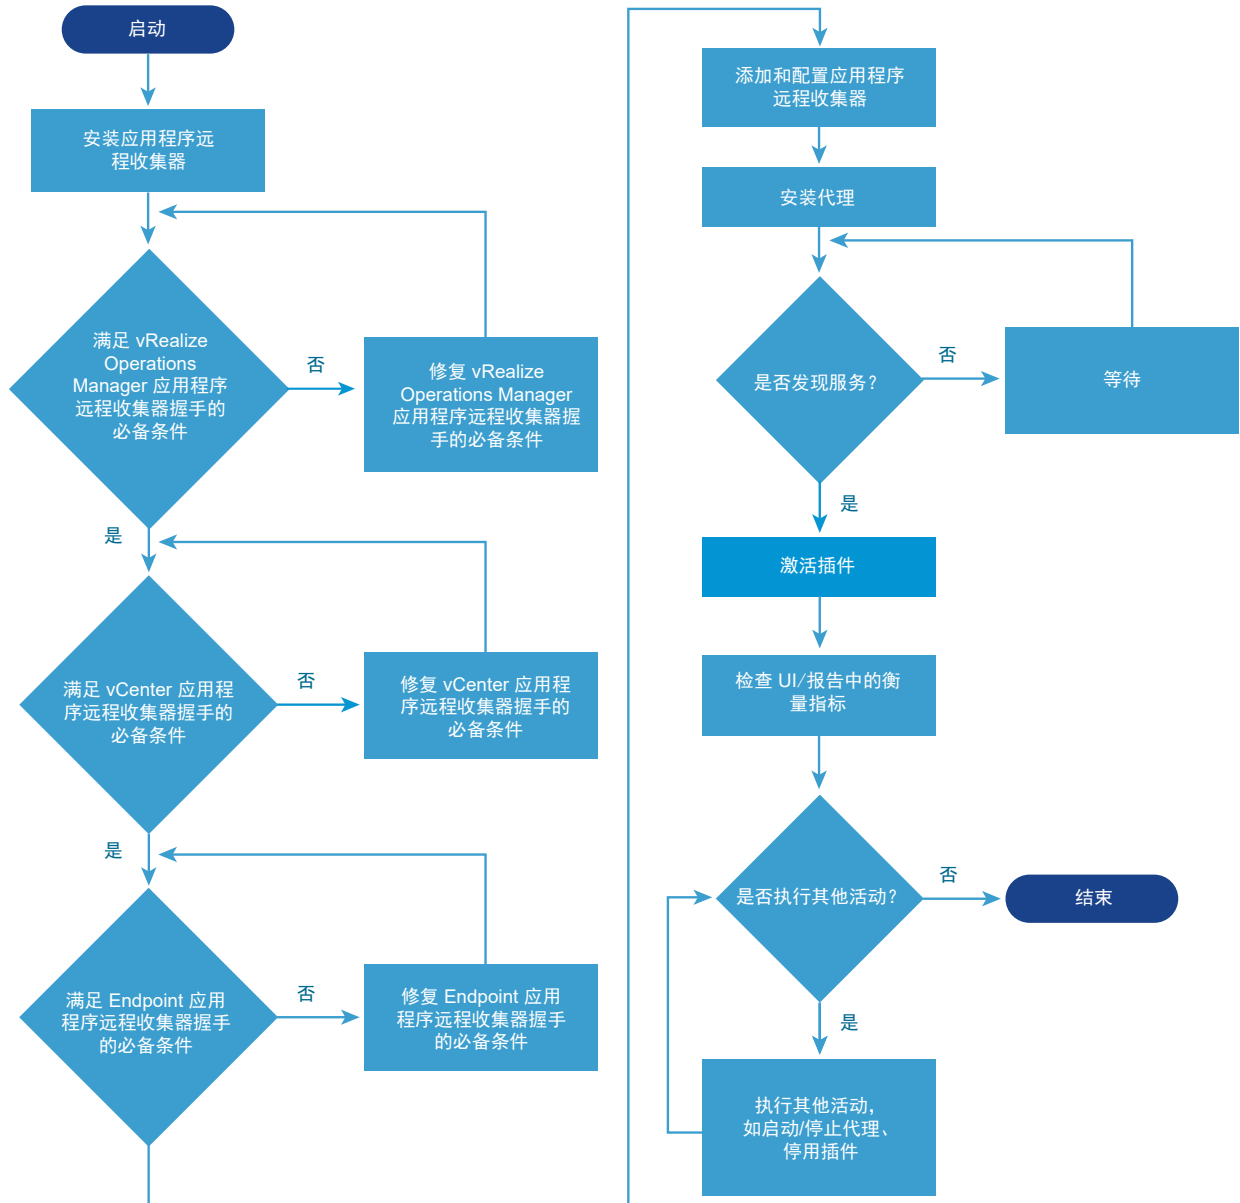 启动
安装应用程序远
程收集器
满足 vRealize
Operations
Manager 应用程序
远程收集器握手的
必备条件
否
修复 vRealize
Operations Manager
应用程序远程收集器握
手的必备条件
是
满足 vCenter 应用程
序远程收集器握手的
必备条件
否
修复 vCenter 应用程
序远程收集器握手的
必备条件
是
满足 Endpoint 应用
程序远程收集器握手
的必备条件
否
修复 Endpoint 应用
程序远程收集器握手
的必备条件
添加和配置应用程序
远程收集器
安装代理
是否发现服务？
否
等待
是
激活插件
检查 UI/报告中的衡
量指标
是否执行其他活动？
否
结束
是
执行其他活动，
如启动/停止代理、
停用插件